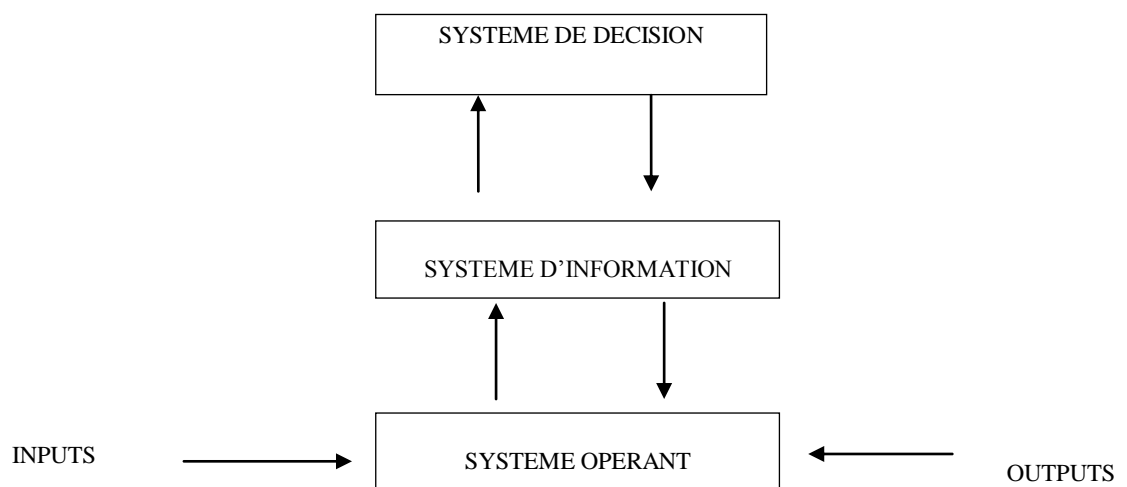 SYSTEME DE DECISION
SYSTEME D’INFORMATION
INPUTS
SYSTEME OPERANT
OUTPUTS